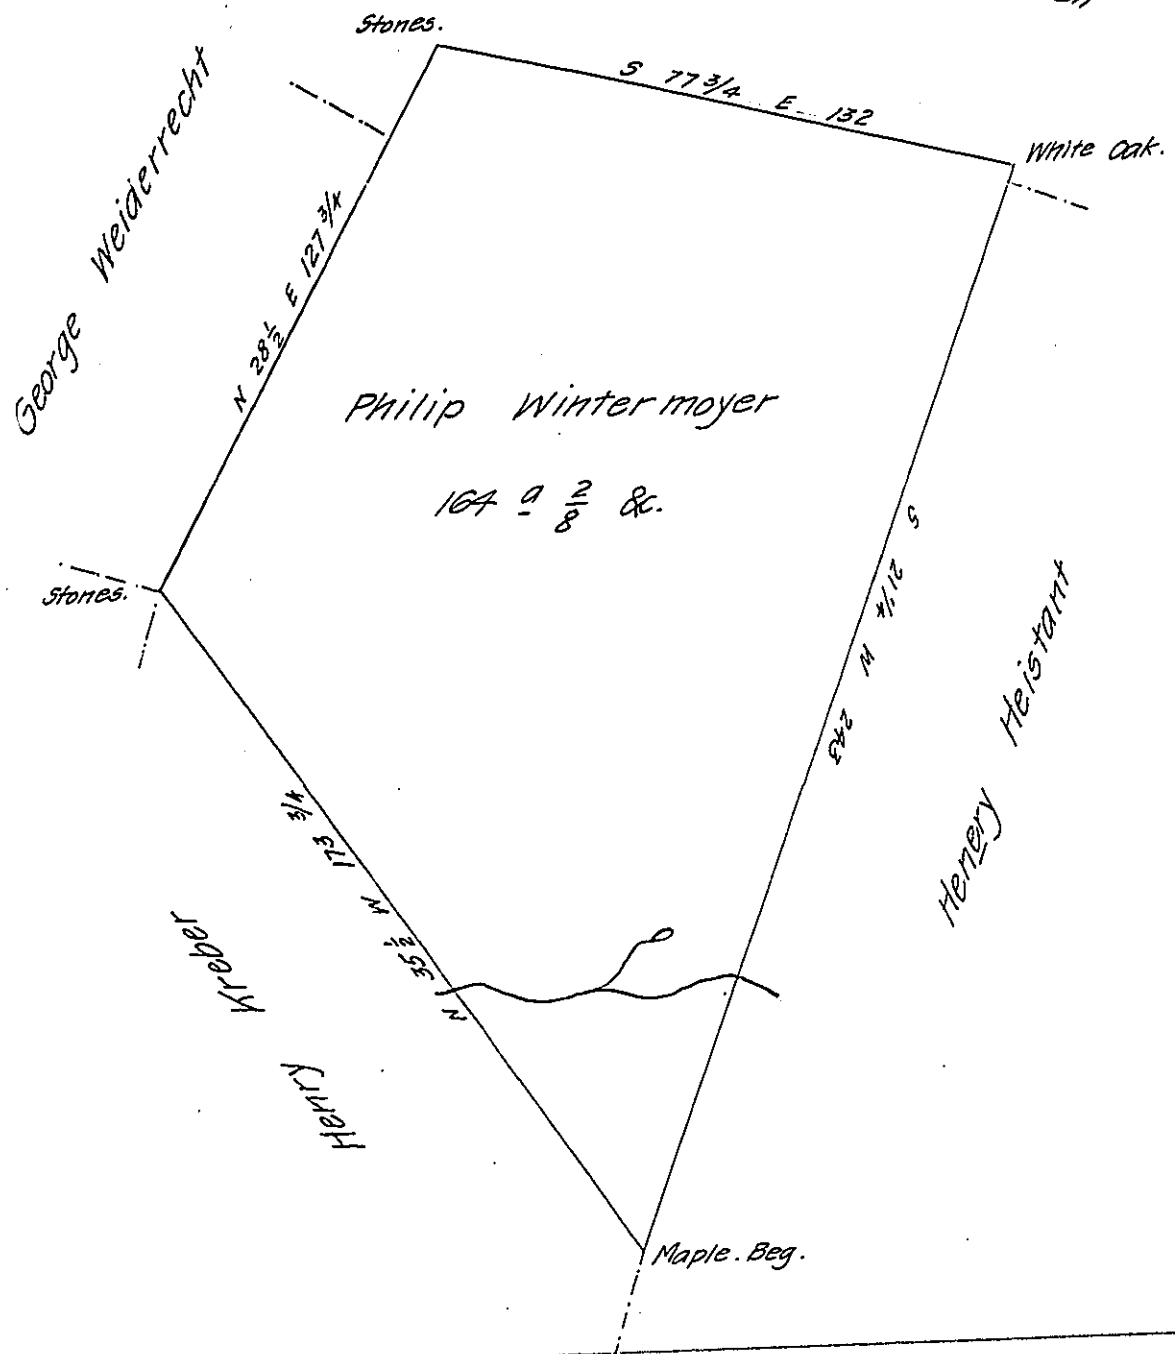 Stones.
S 77 3/4 E 132
White Oak.
George Weiderrecht
N 28 1/2 E 127 3/4
Philip Wintermoyer
164 a 2/8 &c.
Stones.
S 21 1/4 W 243
Henery Heistant
N 35 1/2 W 173 3/4
Henry Kreber
Maple. Beg.